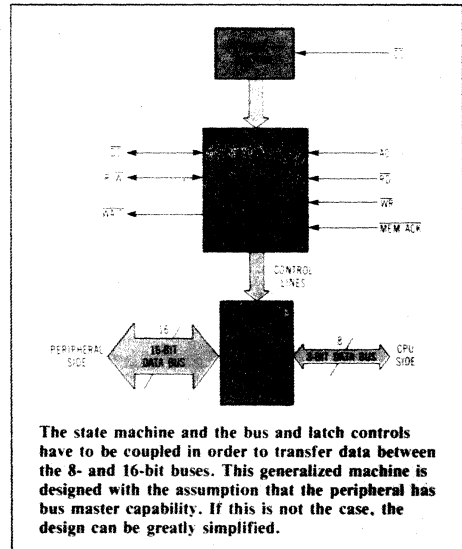 A0
R/W
RD
WR
WAIT
MEM ACK
CONTROL
LINES
16
8
PERIPHERAL
SIDE
16-BIT
DATA BUS
8-BIT DATA BUS
CPU
SIDE
The state machine and the bus and latch controls
have to be coupled in order to transfer data between
the 8- and 16-bit buses. This generalized machine is
designed with the assumption that the peripheral has
bus master capability. If this is not the case, the
design can be greatly simplified.